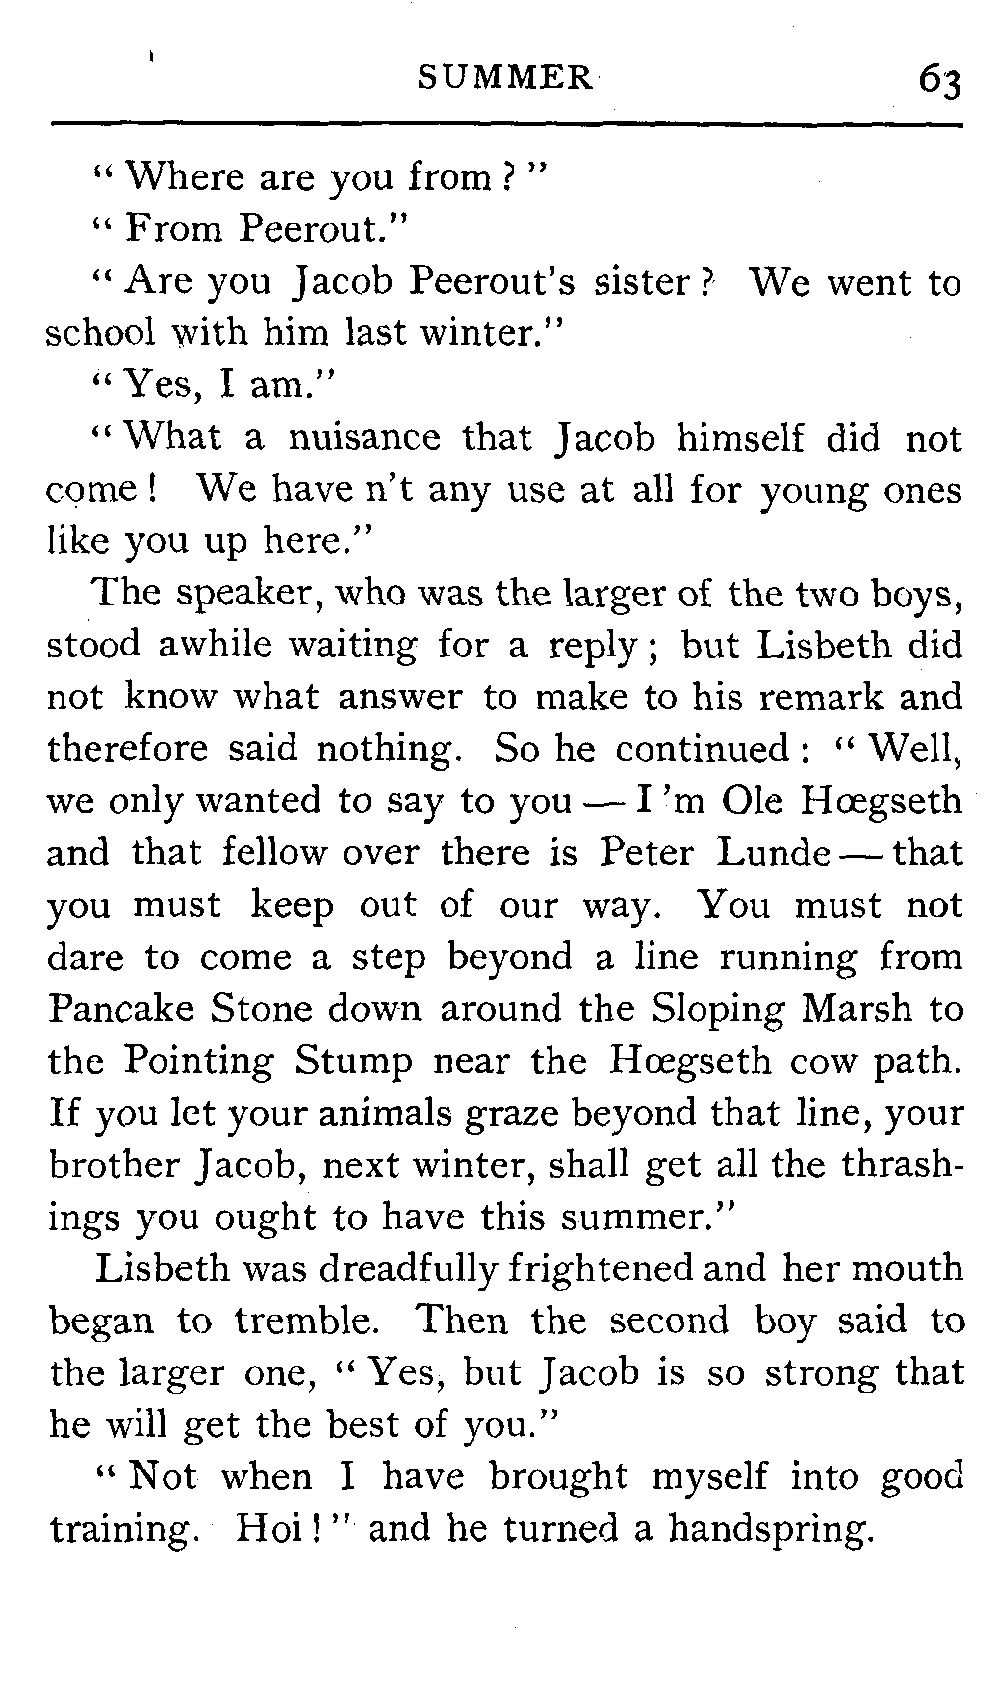 SUMMER 63
“ Where are you from ? ”
“ From Peerout.”
“ Are you Jacob Peerout's sister ? We went to
school with him last winter.”
“ Yes, I am.”
“ What a nuisance that Jacob himself did not
come ! We have n't any use at all for young ones
like you up here.”
The speaker, who was the larger of the two boys,
stood awhile waiting for a reply ; but Lisbeth did
not know what answer to make to his remark and
therefore said nothing. So he continued : “ Well,
we only wanted to say to you — I 'm Ole Hœgseth
and that fellow over there is Peter Lunde — that
you must keep out of our way. You must not
dare to come a step beyond a line running from
Pancake Stone down around the Sloping Marsh to
the Pointing Stump near the Hœgseth cow path.
If you let your animals graze beyond that line, your
brother Jacob, next winter, shall get all the thrash-
ings you ought to have this summer.”
Lisbeth was dreadfully frightened and her mouth
began to tremble. Then the second boy said to
the larger one, “ Yes, but Jacob is so strong that
he will get the best of you.”
“ Not when I have brought myself into good
training. Hoi ! ” and he turned a handspring.